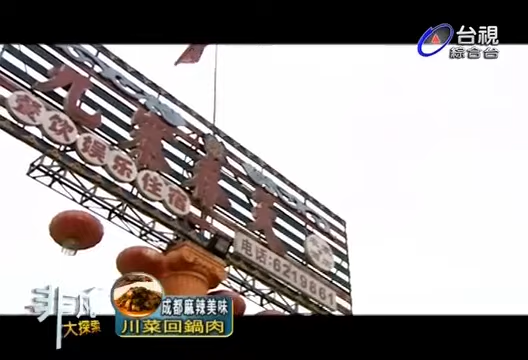 台視
綜合台
九寨
餐饮娱乐住宿
电话:6219861
非凡
大探索
成都麻辣美味
川菜回鍋肉